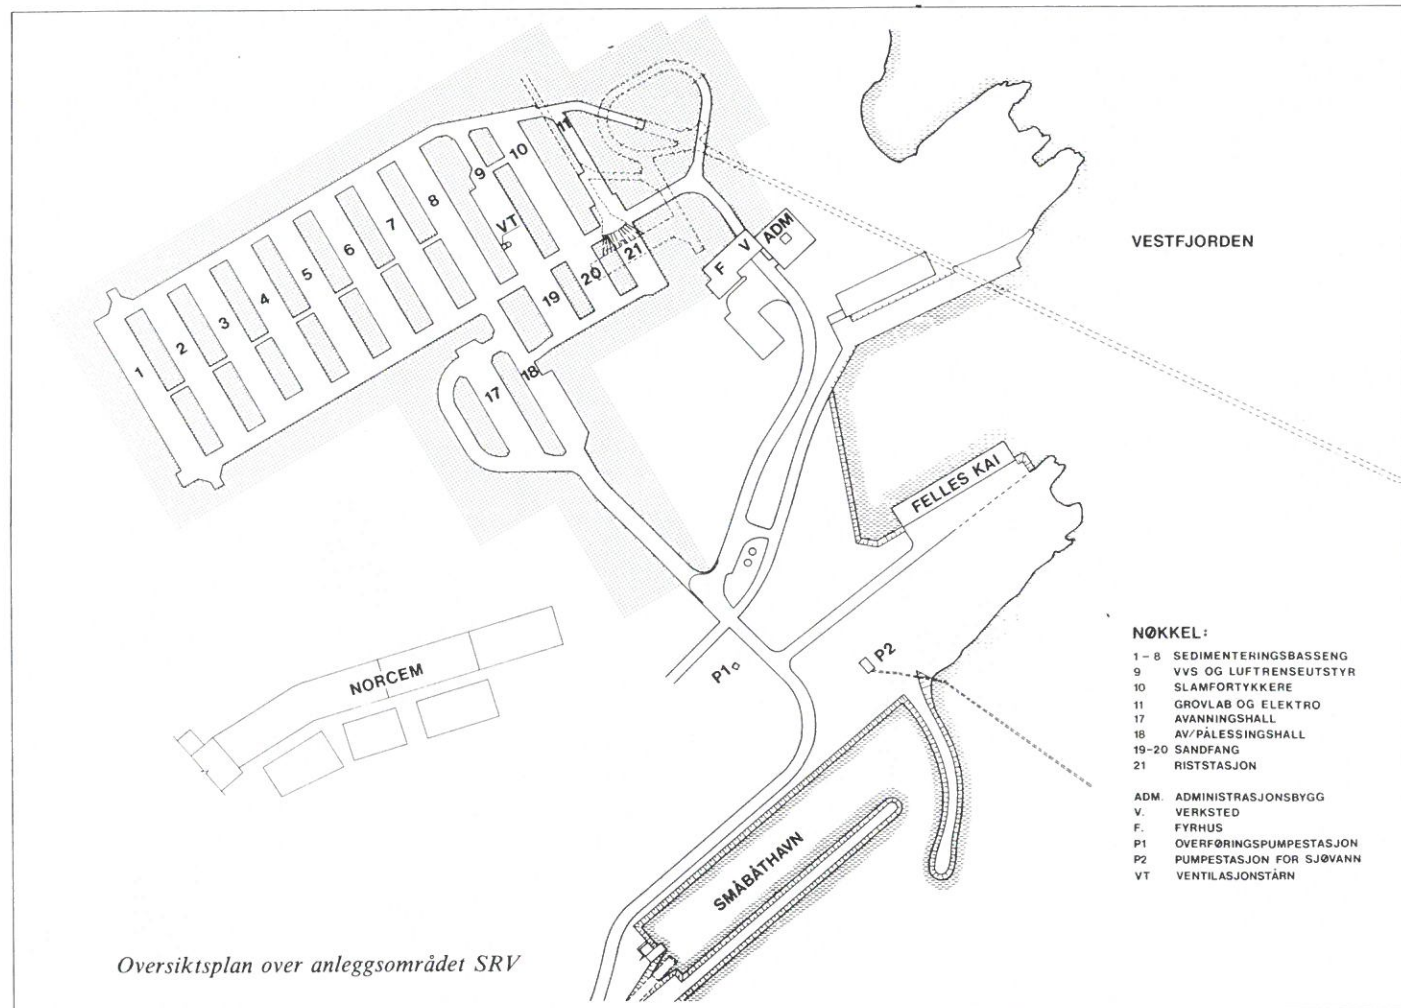 11
10
9
8
7
6
5
4
3
2
1
VT
ADM
V
F
21
20
19
18
17
VESTFJORDEN
FELLES KAI
NORCEM
P1
P2
SMÅBÅTHAVN
NØKKEL:
1-8 SEDIMENTERINGSBASSENG
9 VVS OG LUFTRENSEUTSTYR
10 SLAMFORTYKKERE
11 GROVLAB OG ELEKTRO
17 AVANNINGSHALL
18 AV/PÅLESSINGSHALL
19-20 SANDFANG
21 RISTSTASJON
ADM. ADMINISTRASJONSBYGG
V. VERKSTED
F. FYRHUS
P1 OVERFØRINGSPUMPESTASJON
P2 PUMPESTASJON FOR SJØVANN
VT VENTILASJONSTÅRN
Oversiktsplan over anleggsområdet SRV